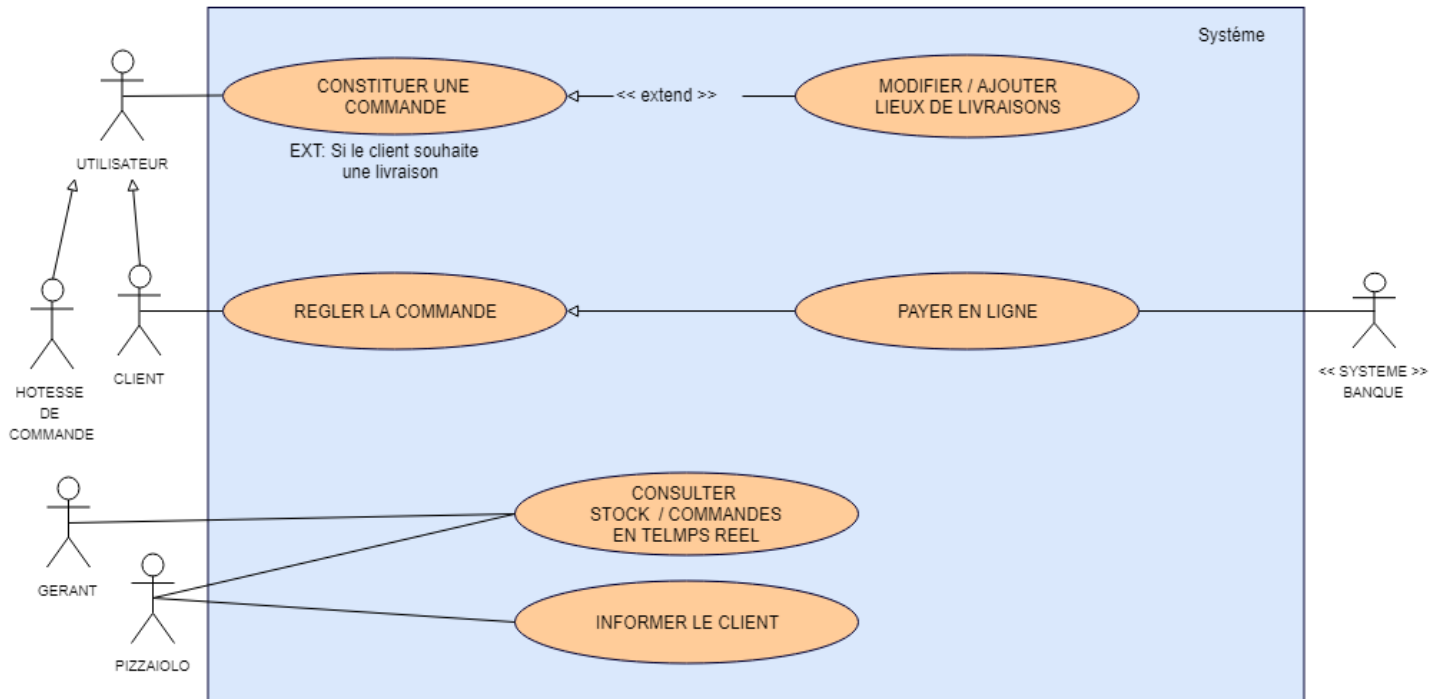 Systéme
CONSTITUER UNE
COMMANDE
<< extend >>
MODIFIER / AJOUTER
LIEUX DE LIVRAISONS
UTILISATEUR
EXT: Si le client souhaite
une livraison
REGLER LA COMMANDE
PAYER EN LIGNE
CLIENT
HOTESSE
DE
COMMANDE
<< SYSTEME >>
BANQUE
CONSULTER
STOCK / COMMANDES
EN TELMPS REEL
GERANT
INFORMER LE CLIENT
PIZZAIOLO